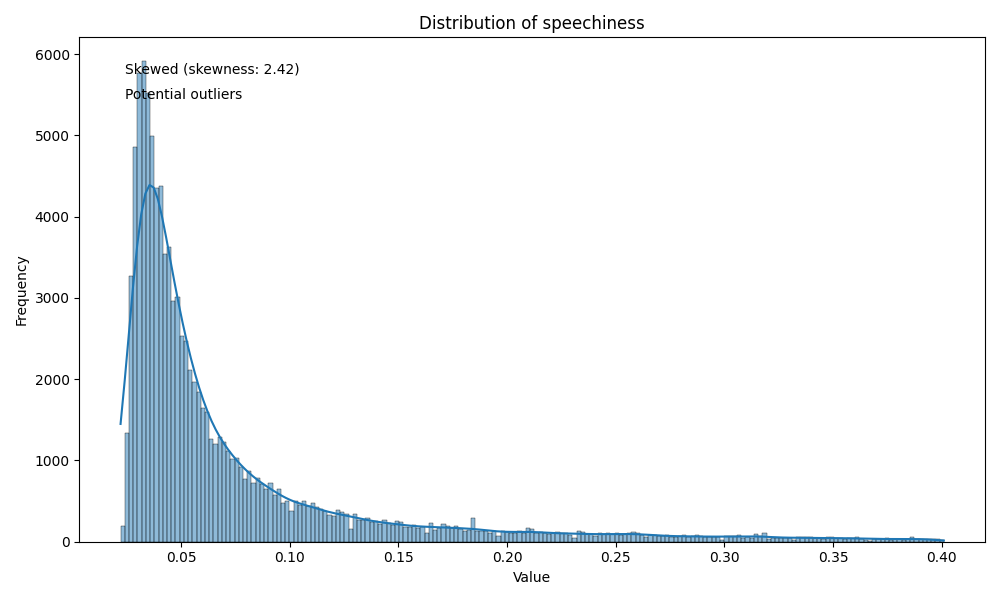 Distribution of speechiness
Skewed (skewness: 2.42)
Potential outliers
Frequency
6000
5000
4000
3000
2000
1000
0
0.05 0.10 0.15 0.20 0.25 0.30 0.35 0.40
Value